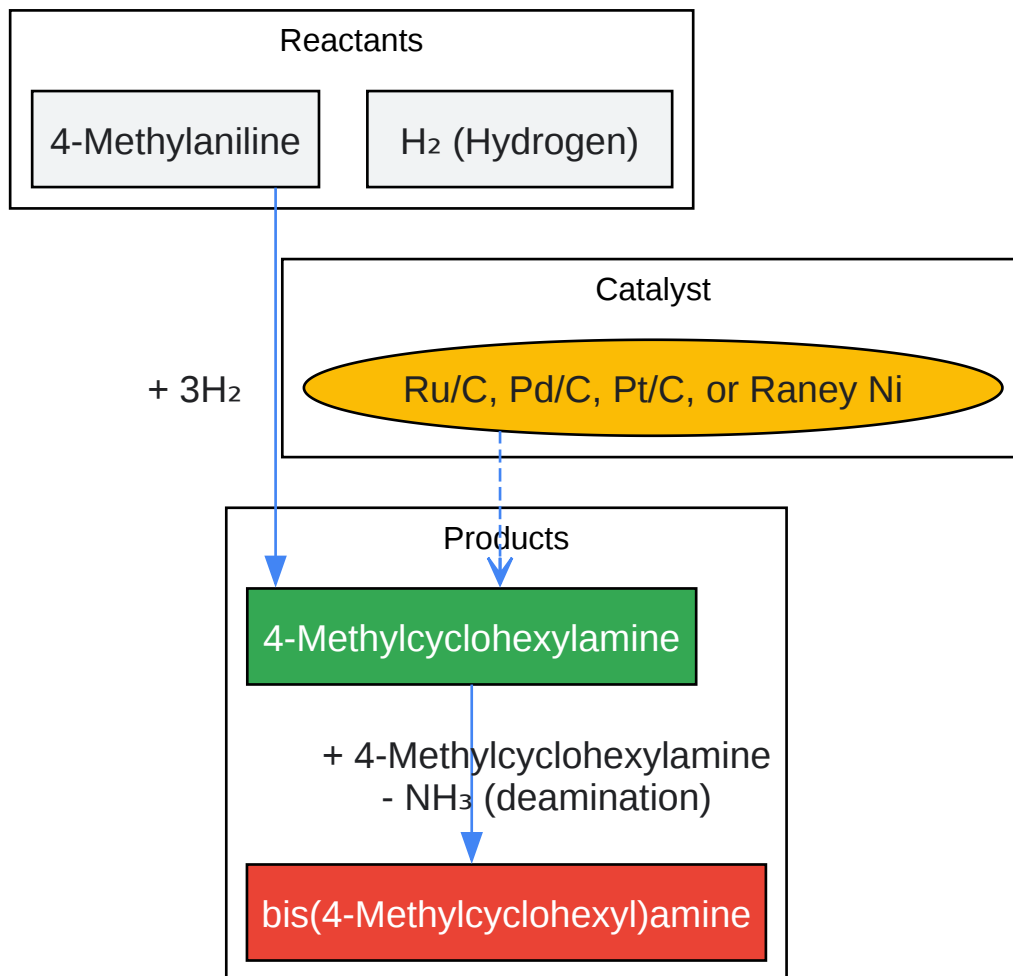 Reactants
4-Methylaniline
H₂ (Hydrogen)
Catalyst
Ru/C, Pd/C, Pt/C, or Raney Ni
+ 3H₂
Products
4-Methylcyclohexylamine
+ 4-Methylcyclohexylamine
- NH₃ (deamination)
bis(4-Methylcyclohexyl)amine